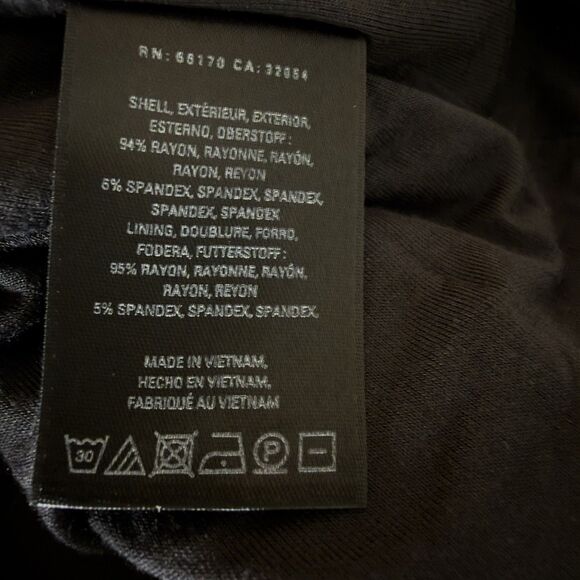 RN: 66170 CA: 32054
SHELL, EXTÉRIEUR, EXTERIOR,
ESTERNO, OBERSTOFF:
94% RAYON, RAYONNE, RAYÓN,
RAYON, REYON
6% SPANDEX, SPANDEX, SPANDEX,
SPANDEX, SPANDEX
LINING, DOUBLURE, FORRO,
FODERA, FUTTERSTOFF:
95% RAYON, RAYONNE, RAYÓN,
RAYON, REYON
5% SPANDEX, SPANDEX, SPANDEX,
MADE IN VIETNAM,
HECHO EN VIETNAM,
FABRIQUÉ AU VIETNAM
30 P